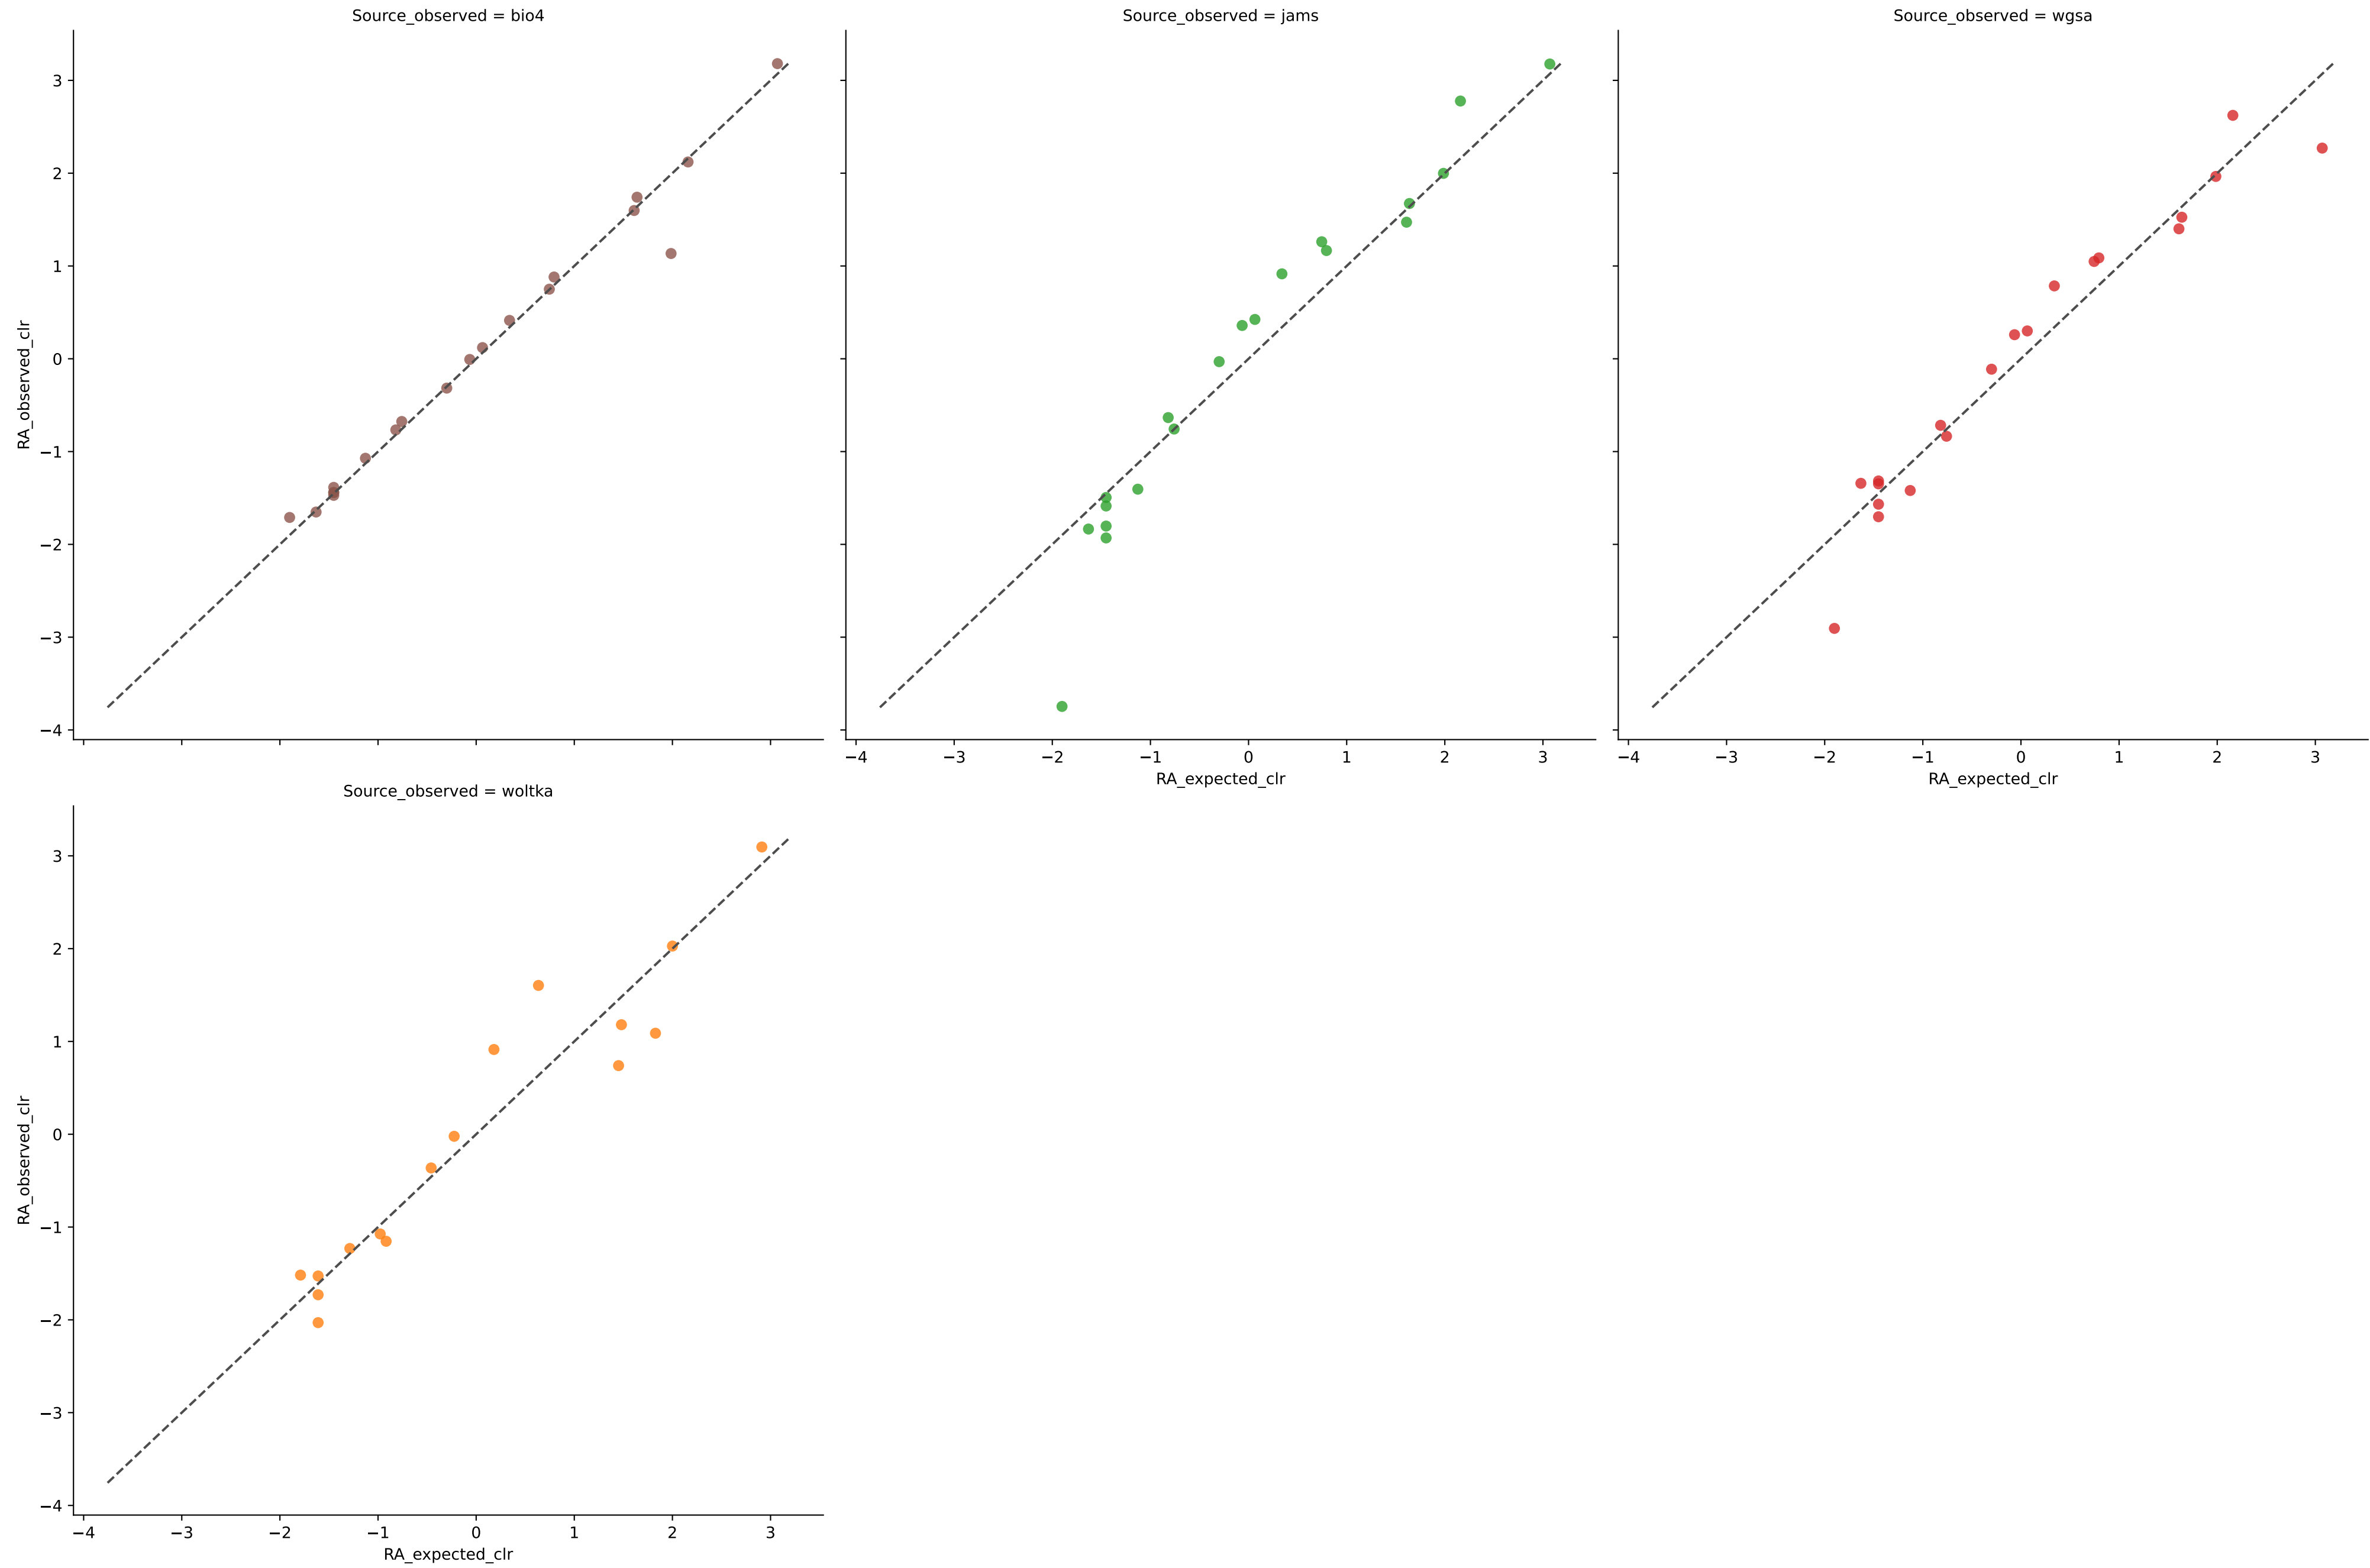 Source_observed = bio4
Source_observed = jams
Source_observed = wgsa
RA_observed_clr
3
2
1
0
−1
−2
−3
−4
−4 −3 −2 −1 0 1 2 3
RA_expected_clr
−4 −3 −2 −1 0 1 2 3
RA_expected_clr
Source_observed = woltka
RA_observed_clr
3
2
1
0
−1
−2
−3
−4
−4 −3 −2 −1 0 1 2 3
RA_expected_clr